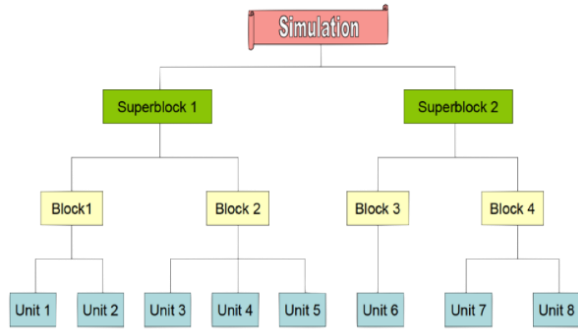 Simulation
Superblock 1
Superblock 2
Block1
Block 2
Block 3
Block 4
Unit 1
Unit 2
Unit 3
Unit 4
Unit 5
Unit 6
Unit 7
Unit 8